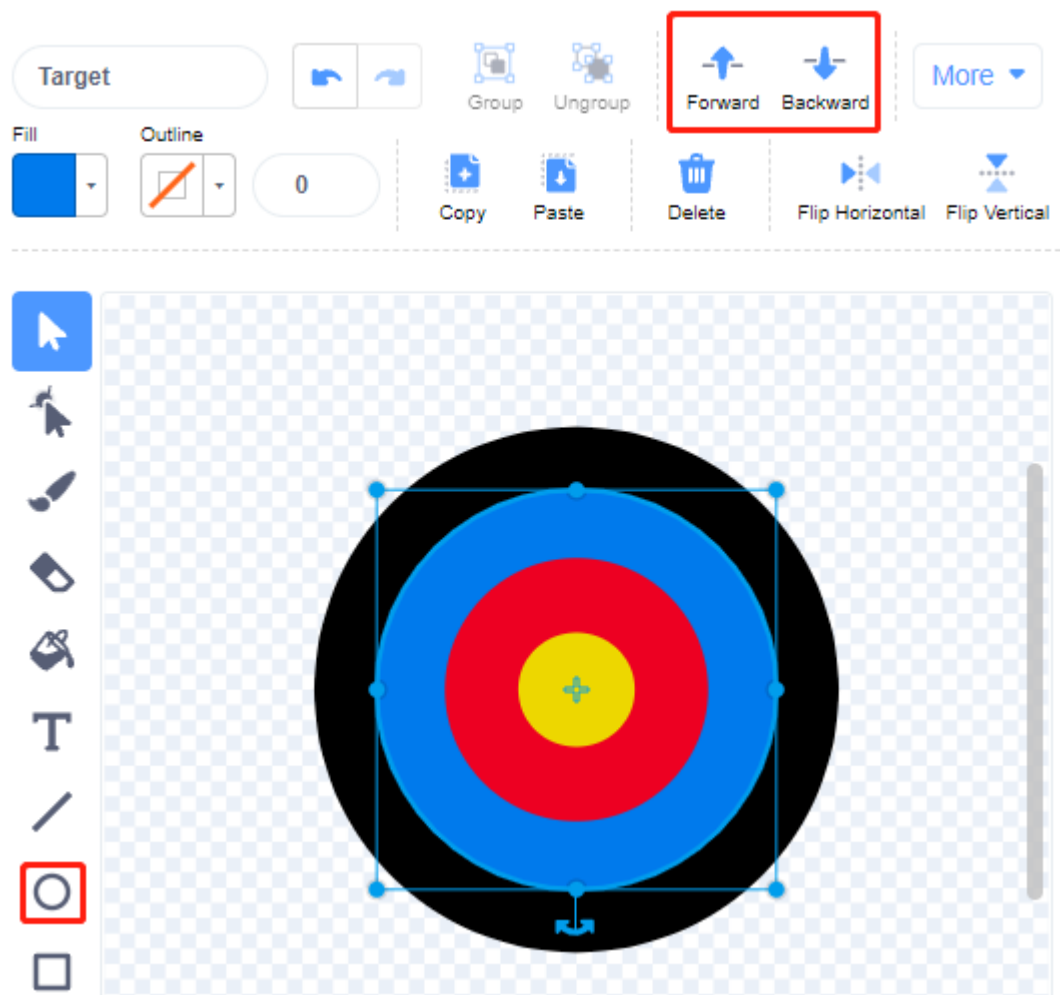 Target
Group Ungroup Forward Backward More
Fill Outline
0
Copy Paste Delete Flip Horizontal Flip Vertical
T